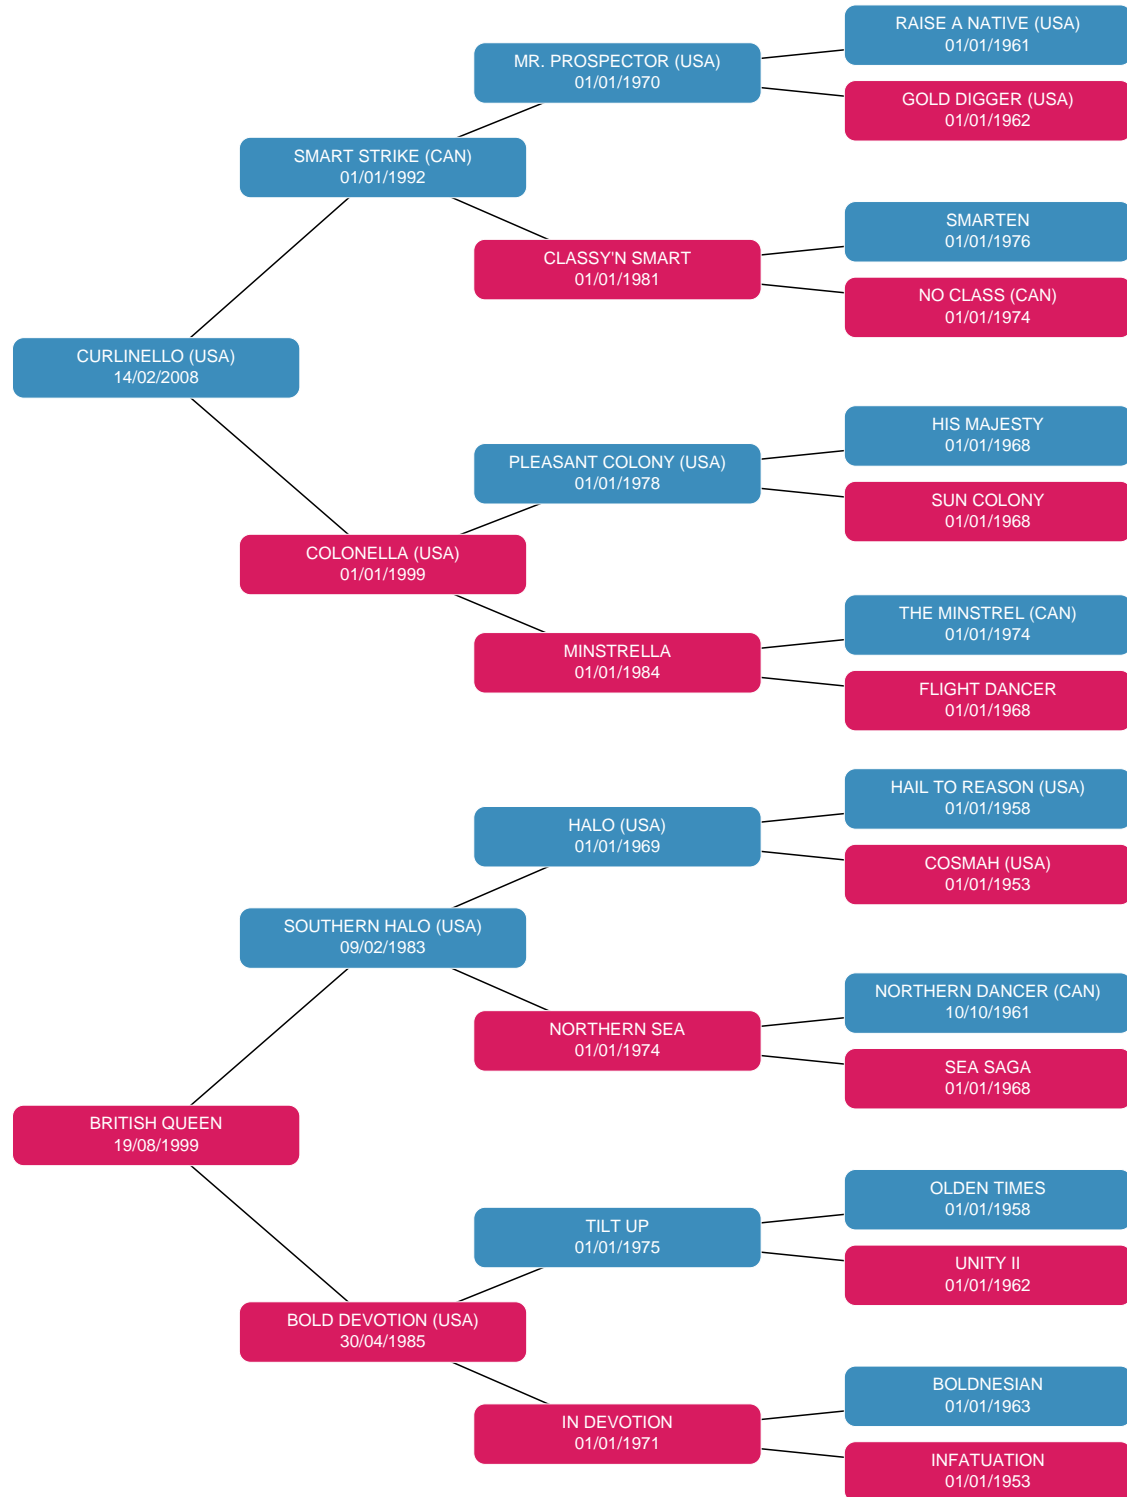 RAISE A NATIVE (USA)
01/01/1961
MR. PROSPECTOR (USA)
01/01/1970
GOLD DIGGER (USA)
01/01/1962
SMART STRIKE (CAN)
01/01/1992
SMARTEN
01/01/1976
CLASSY'N SMART
01/01/1981
NO CLASS (CAN)
01/01/1974
CURLINELLO (USA)
14/02/2008
HIS MAJESTY
01/01/1968
PLEASANT COLONY (USA)
01/01/1978
SUN COLONY
01/01/1968
COLONELLA (USA)
01/01/1999
THE MINSTREL (CAN)
01/01/1974
MINSTRELLA
01/01/1984
FLIGHT DANCER
01/01/1968
HAIL TO REASON (USA)
01/01/1958
HALO (USA)
01/01/1969
COSMAH (USA)
01/01/1953
SOUTHERN HALO (USA)
09/02/1983
NORTHERN DANCER (CAN)
10/10/1961
NORTHERN SEA
01/01/1974
SEA SAGA
01/01/1968
BRITISH QUEEN
19/08/1999
OLDEN TIMES
01/01/1958
TILT UP
01/01/1975
UNITY II
01/01/1962
BOLD DEVOTION (USA)
30/04/1985
BOLDNESIAN
01/01/1963
IN DEVOTION
01/01/1971
INFATUATION
01/01/1953